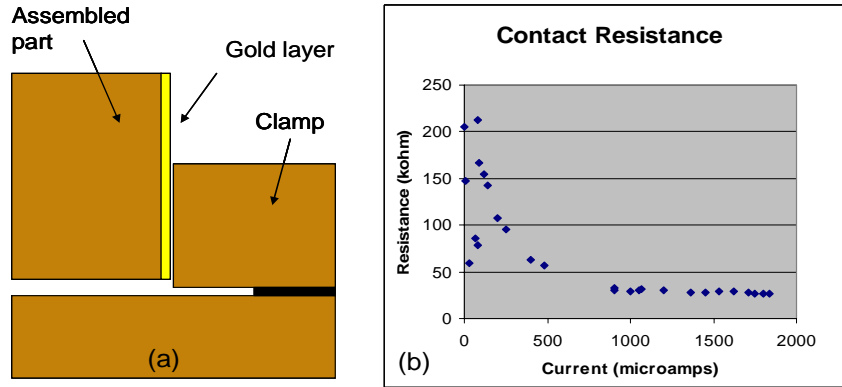 Assembled
part
Gold layer
Clamp
(a)
Contact Resistance
250
200
150
100
50
0
Resistance (kohm)
0 500 1000 1500 2000
Current (microamps)
(b)